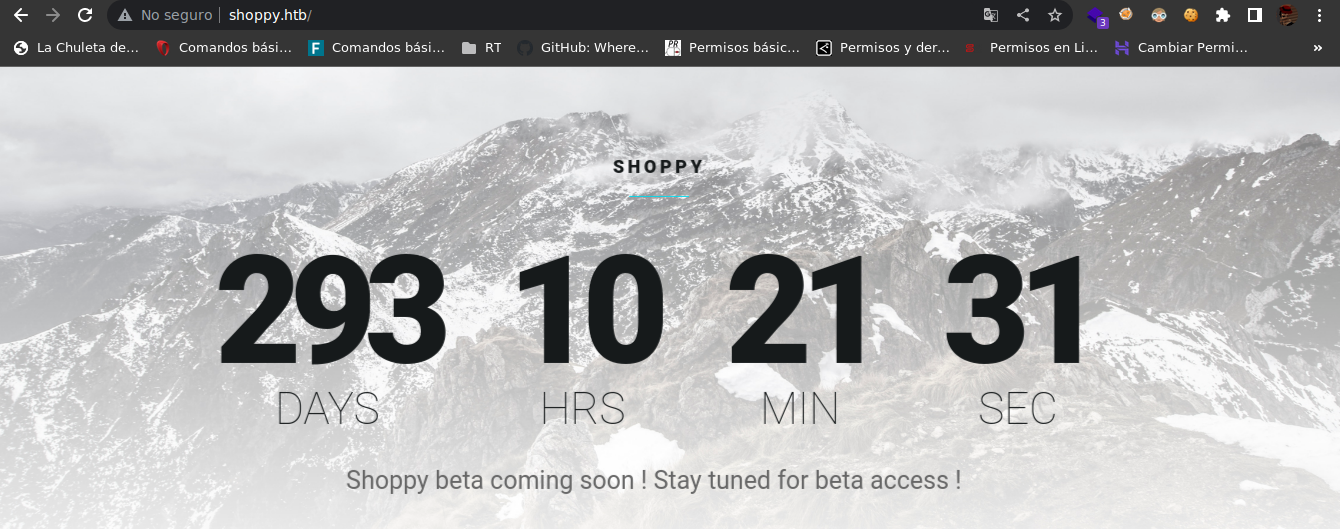 No seguro shoppy.htb/
3
La Chuleta de… Comandos bási… Comandos bási… RT GitHub: Where… Permisos básic… Permisos y der… Permisos en Li… Cambiar Permi… »
SHOPPY
293 10 21 31
DAYS HRS MIN SEC
Shoppy beta coming soon ! Stay tuned for beta access !